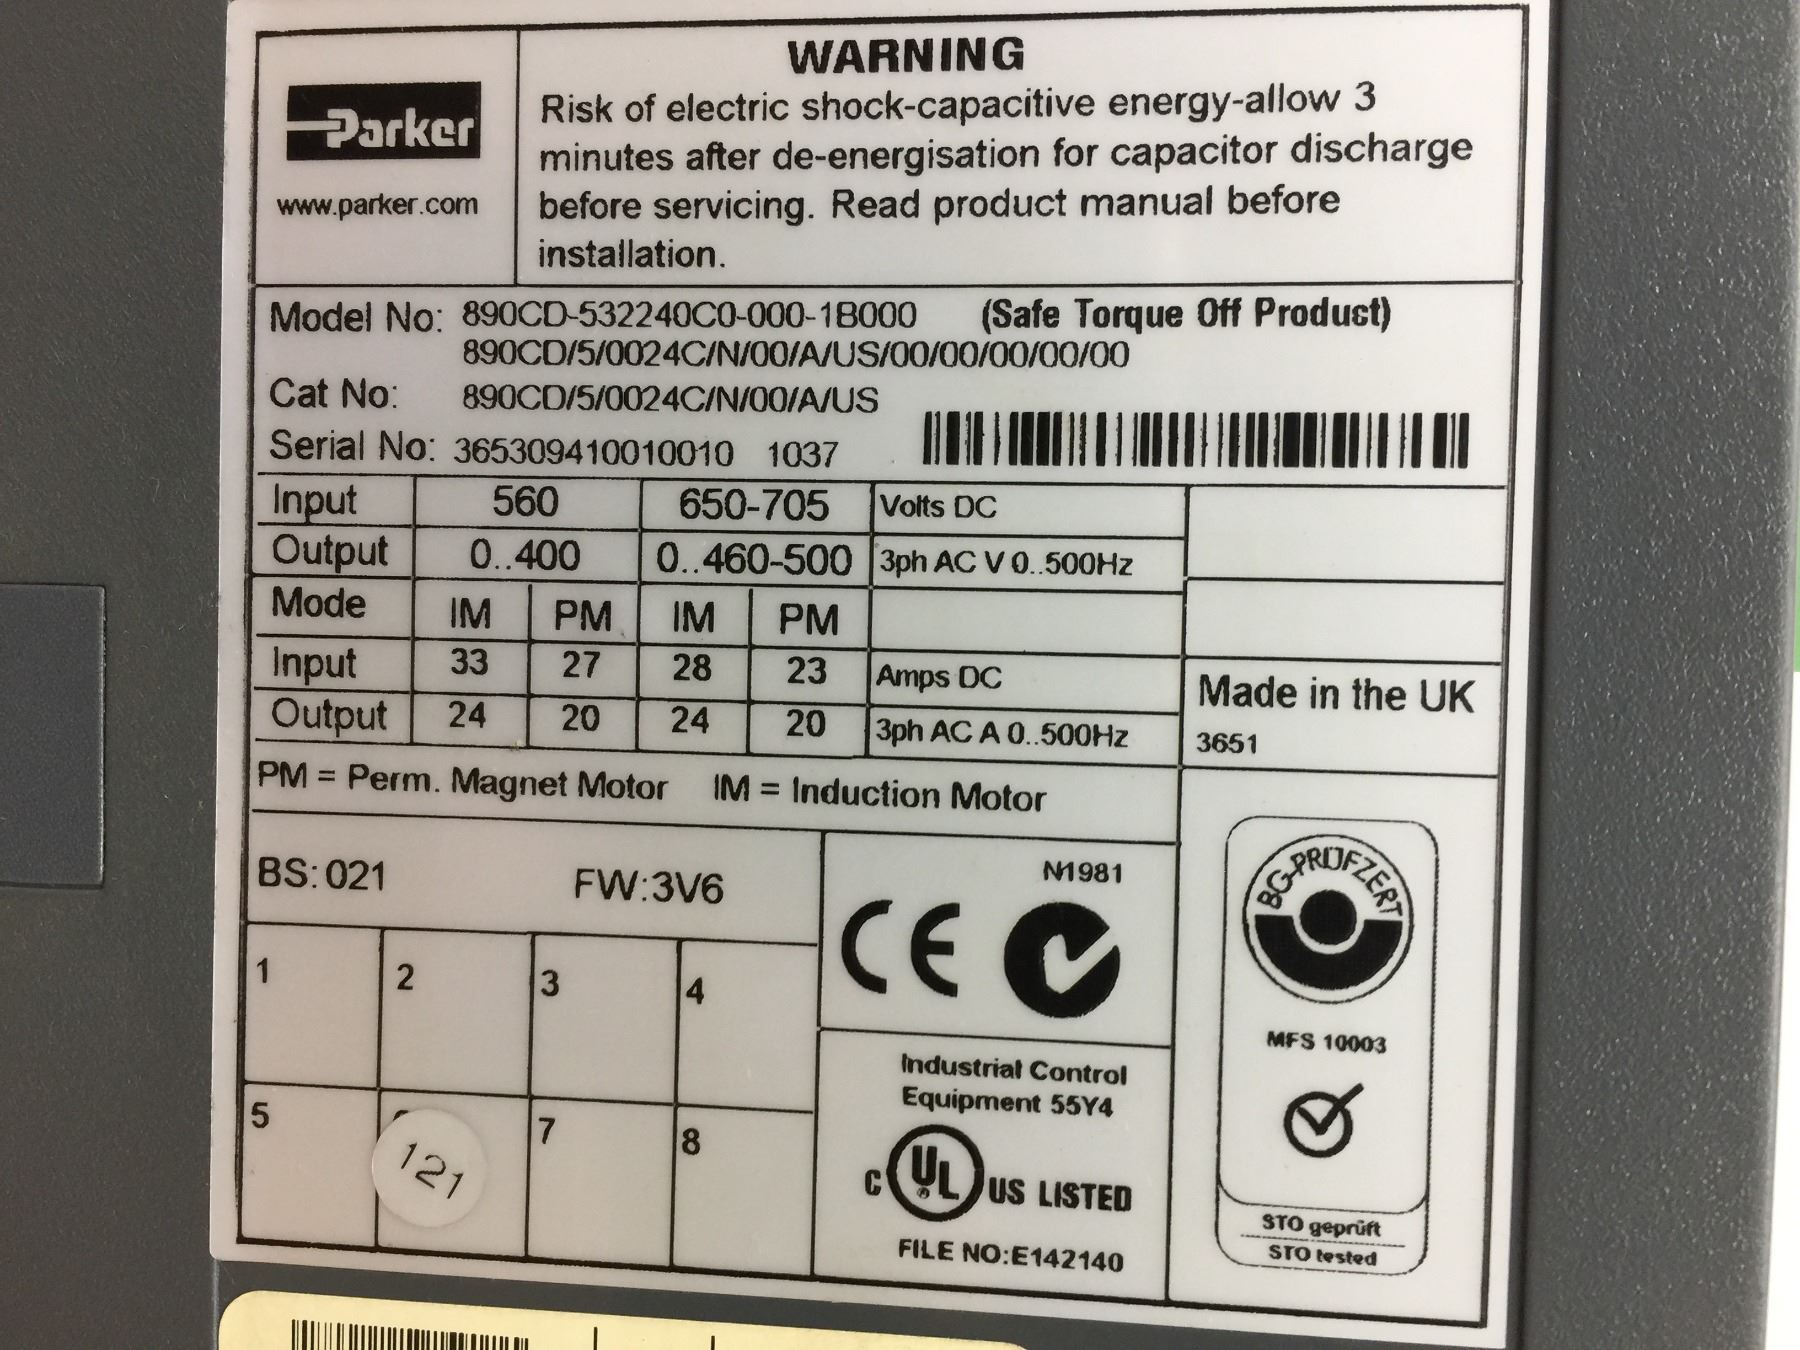 Parker
www.parker.com
WARNING
Risk of electric shock-capacitive energy-allow 3
minutes after de-energisation for capacitor discharge
before servicing. Read product manual before
installation.
Model No: 890CD-532240C0-000-1B000 (Safe Torque Off Product)
890CD/5/0024C/N/00/A/US/00/00/00/00/00
Cat No: 890CD/5/0024C/N/00/A/US
Serial No: 365309410010010 1037
Input 560 650-705 Volts DC
Output 0..400 0..460-500 3ph AC V 0..500Hz
Mode IM PM IM PM
Input 33 27 28 23 Amps DC
Output 24 20 24 20 3ph AC A 0..500Hz
Made in the UK
3651
PM = Perm. Magnet Motor IM = Induction Motor
BS: 021 FW:3V6
1 2 3 4
5 121 7 8
N1981
CE
Industrial Control
Equipment 55Y4
C UL ® US LISTED
FILE NO:E142140
BG-PRÜFZERT
MFS 10003
STO geprüft
STO tested